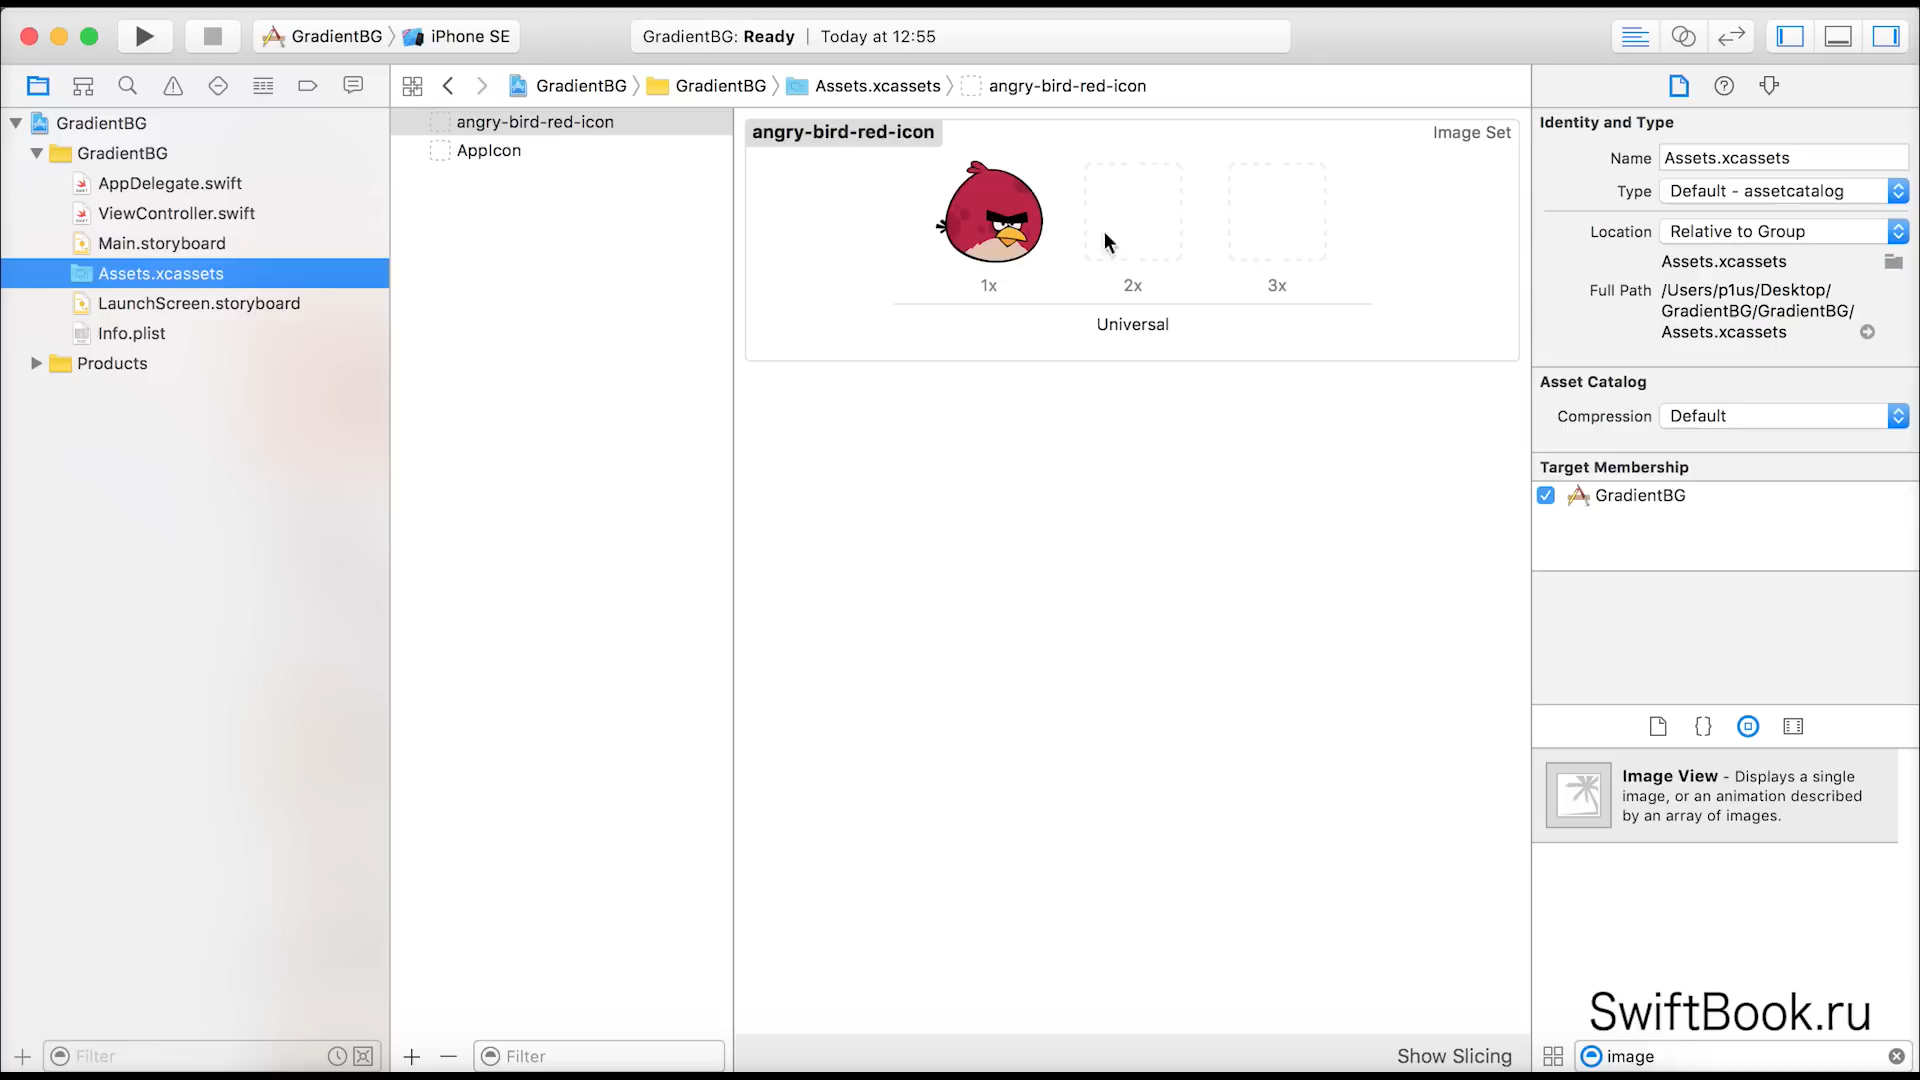 GradientBG iPhone SE
GradientBG: Ready | Today at 12:55
GradientBG GradientBG Assets.xcassets angry-bird-red-icon
GradientBG
GradientBG
AppDelegate.swift
ViewController.swift
Main.storyboard
Assets.xcassets
LaunchScreen.storyboard
Info.plist
Products
Filter
angry-bird-red-icon
AppIcon
Filter
angry-bird-red-icon Image Set
1x 2x 3x
Universal
Show Slicing
Identity and Type
Name Assets.xcassets
Type Default - assetcatalog
Location Relative to Group
Assets.xcassets
Full Path /Users/p1us/Desktop/
GradientBG/GradientBG/
Assets.xcassets
Asset Catalog
Compression Default
Target Membership
GradientBG
{}
Image View - Displays a single
image, or an animation described
by an array of images.
SwiftBook.ru
image